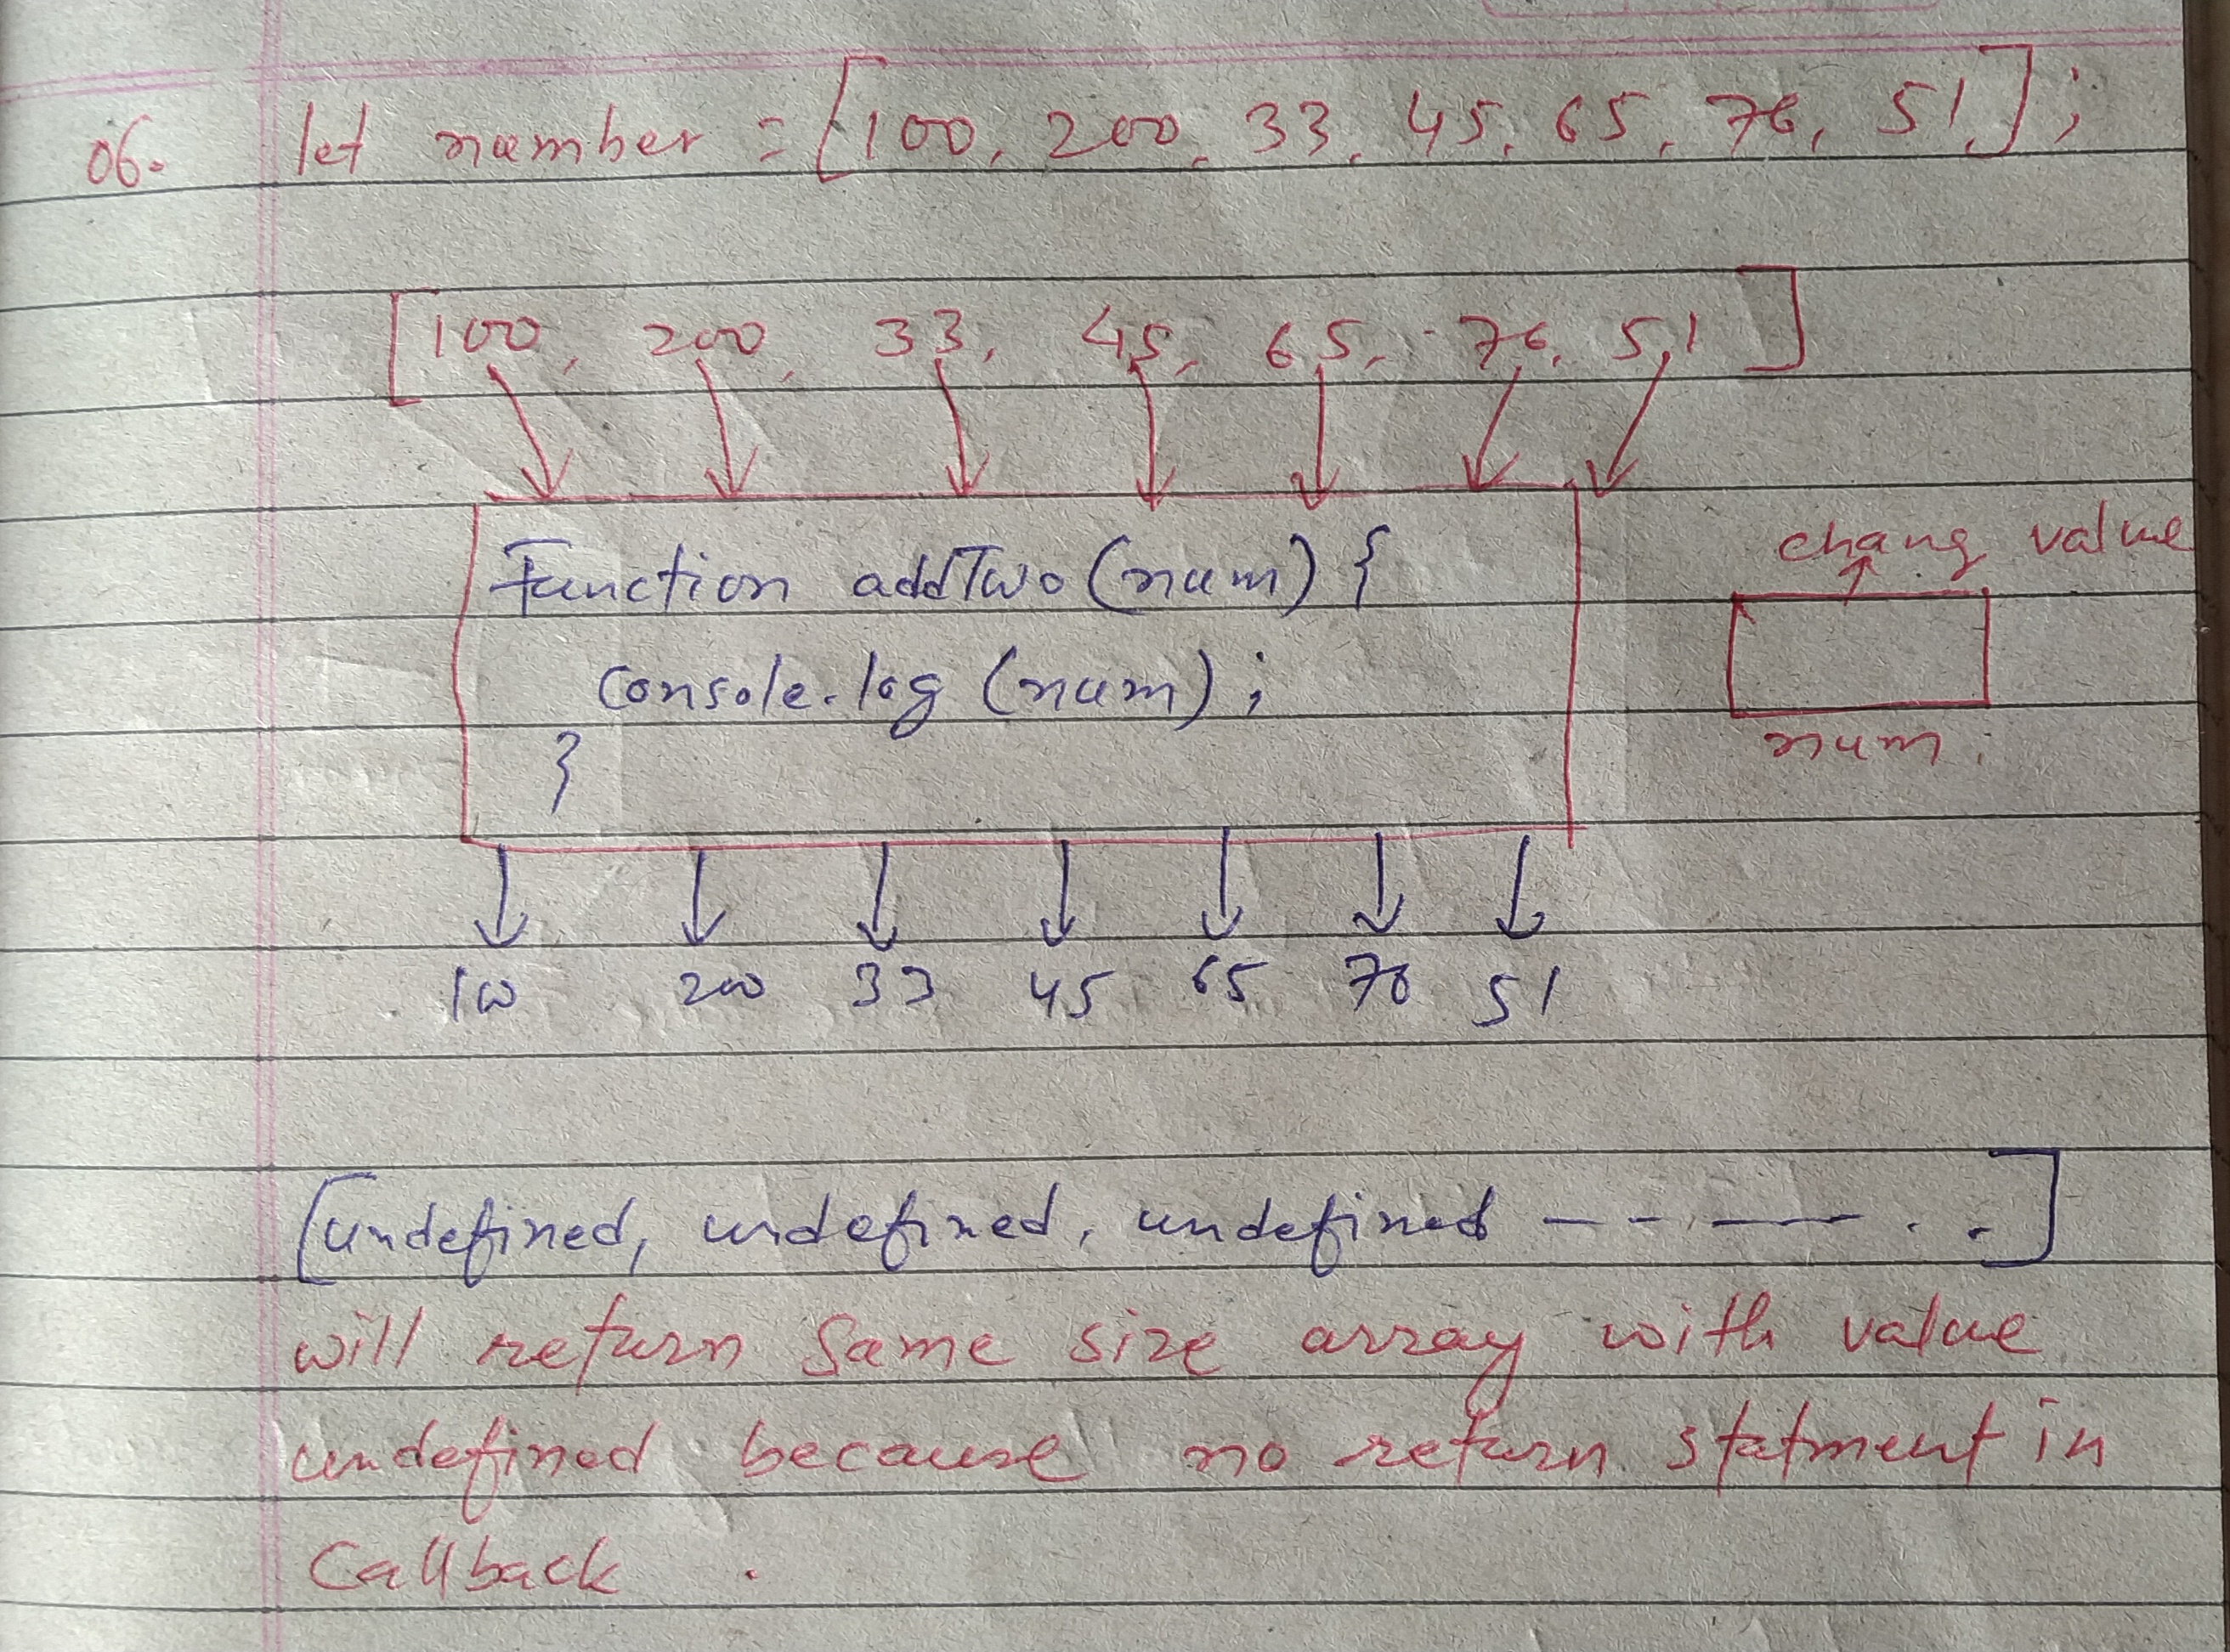 06. let number = [100, 200, 33, 45, 65, 76, 51,];
[100, 200, 33, 45, 65, 76, 51]
Function addTwo (num) {
console.log (num);
}
chang value
num.
100 200 33 45 65 76 51
[undefined, undefined, undefined -- - -— . .]
will return same size array with value
undefined because no return statment in
Callback .